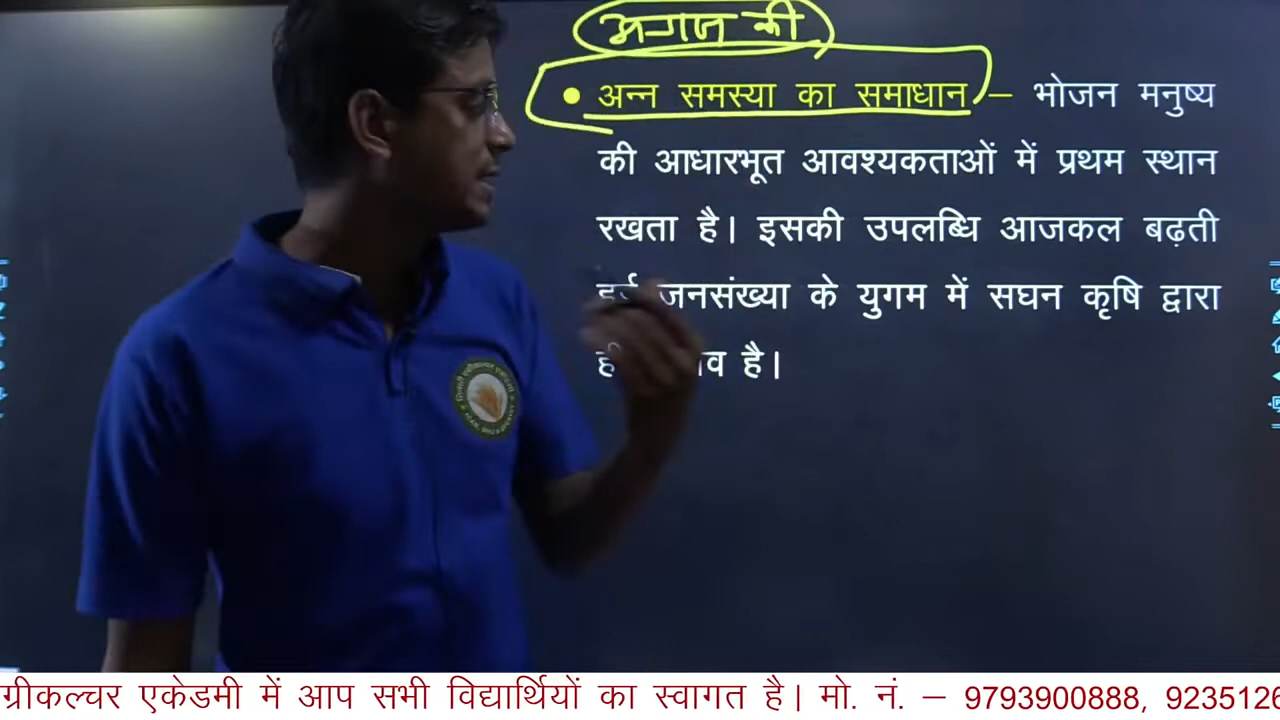 अनाज की
• अन्न समस्या का समाधान – भोजन मनुष्य
की आधारभूत आवश्यकताओं में प्रथम स्थान
रखता है। इसकी उपलब्धि आजकल बढ़ती
जनसंख्या के युगम में सघन कृषि द्वारा
है।
ग्रीकल्चर एकेडमी में आप सभी विद्यार्थियों का स्वागत है। मो. नं. – 9793900888, 9235126